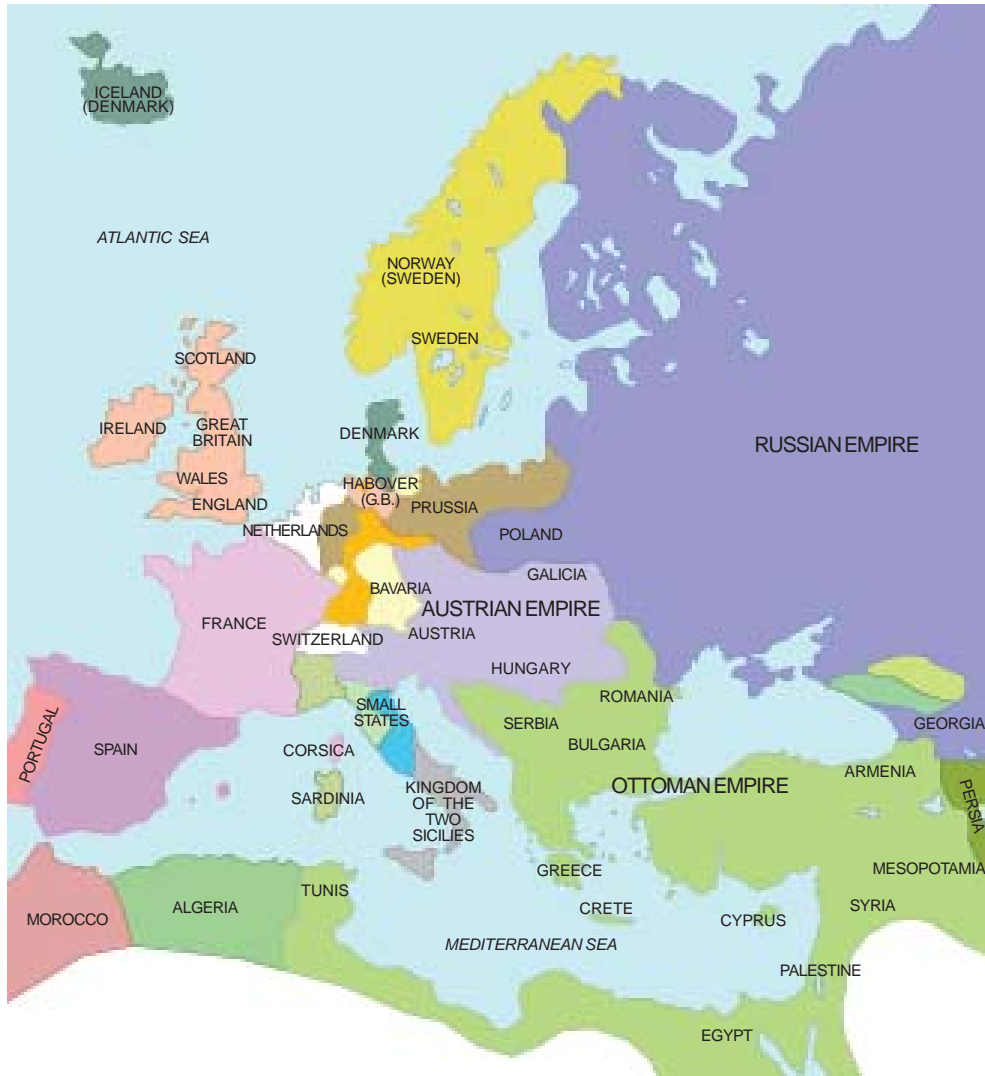 ICELAND
(DENMARK)
ATLANTIC SEA
NORWAY
(SWEDEN)
SWEDEN
SCOTLAND
IRELAND
GREAT
BRITAIN
DENMARK
RUSSIAN EMPIRE
WALES
HABOVER
(G.B.)
ENGLAND
PRUSSIA
NETHERLANDS
POLAND
GALICIA
BAVARIA
AUSTRIAN EMPIRE
FRANCE
SWITZERLAND
AUSTRIA
HUNGARY
ROMANIA
SMALL
STATES
PORTUGAL
SPAIN
SERBIA
GEORGIA
BULGARIA
CORSICA
ARMENIA
OTTOMAN EMPIRE
PERSIA
SARDINIA
KINGDOM
OF THE
TWO
SICILIES
GREECE
MESOPOTAMIA
TUNIS
ALGERIA
CRETE
SYRIA
MOROCCO
CYPRUS
MEDITERRANEAN SEA
PALESTINE
EGYPT